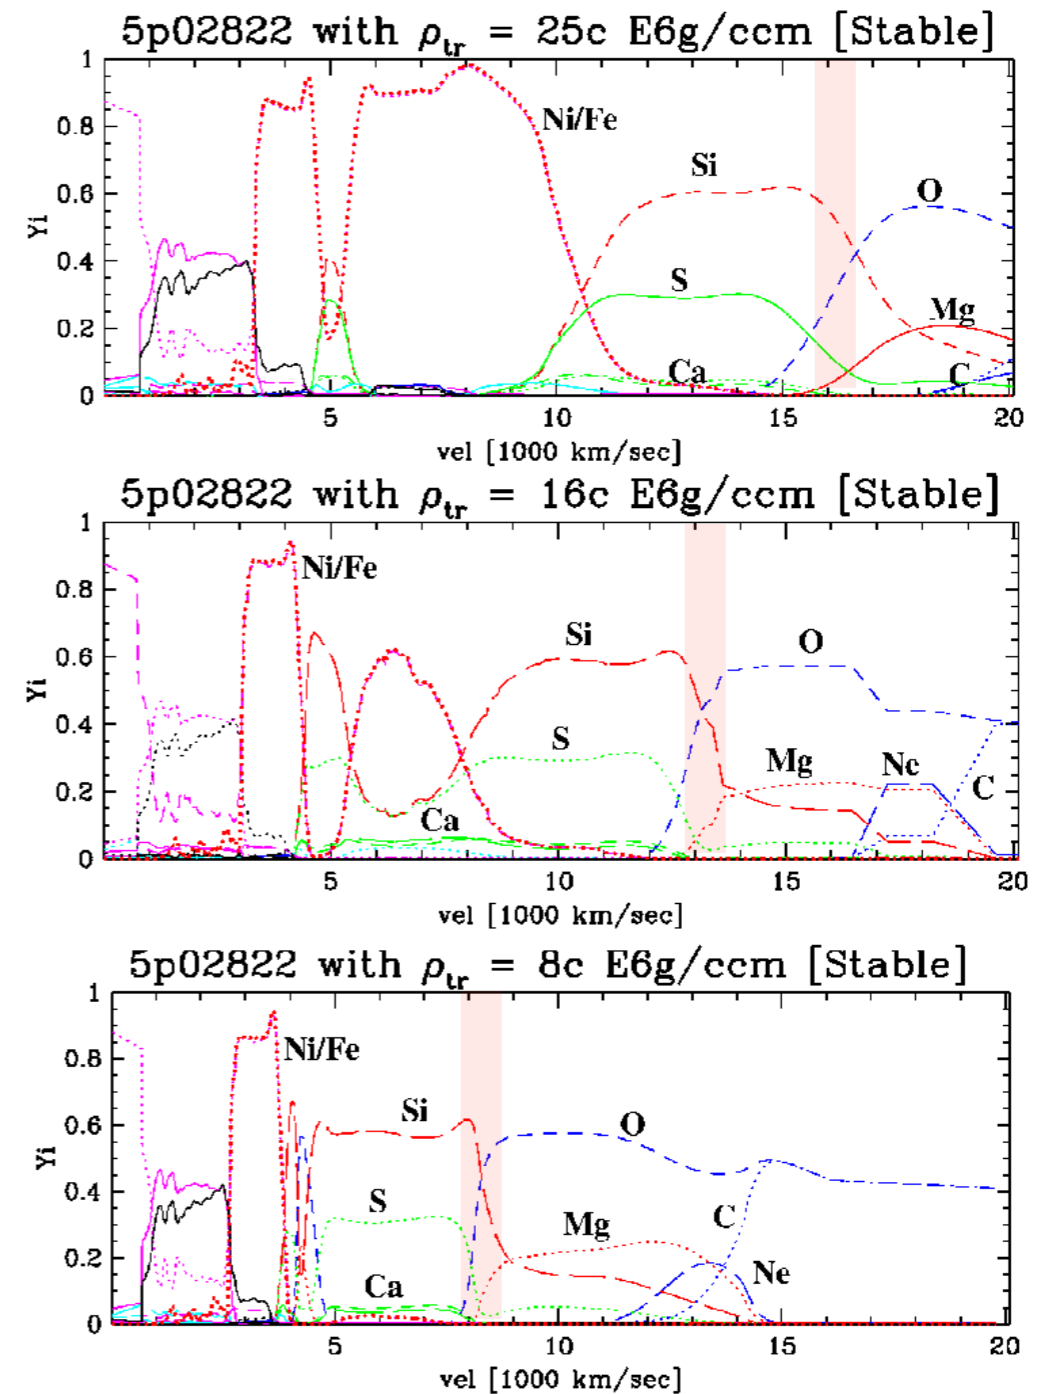 5p02822 with ρtr = 25c E6g/ccm [Stable]
1
0.8
0.6
0.4
0.2
0
Yi
Ni/Fe
Si
O
S
Mg
Ca
C
5
10
15
20
vel [1000 km/sec]
5p02822 with ρtr = 16c E6g/ccm [Stable]
1
0.8
0.6
0.4
0.2
0
Yi
Ni/Fe
Si
O
S
Mg
Ne
C
Ca
5
10
15
20
vel [1000 km/sec]
5p02822 with ρtr = 8c E6g/ccm [Stable]
1
0.8
0.6
0.4
0.2
0
Yi
Ni/Fe
Si
O
S
Mg
C
Ca
Ne
5
10
15
20
vel [1000 km/sec]